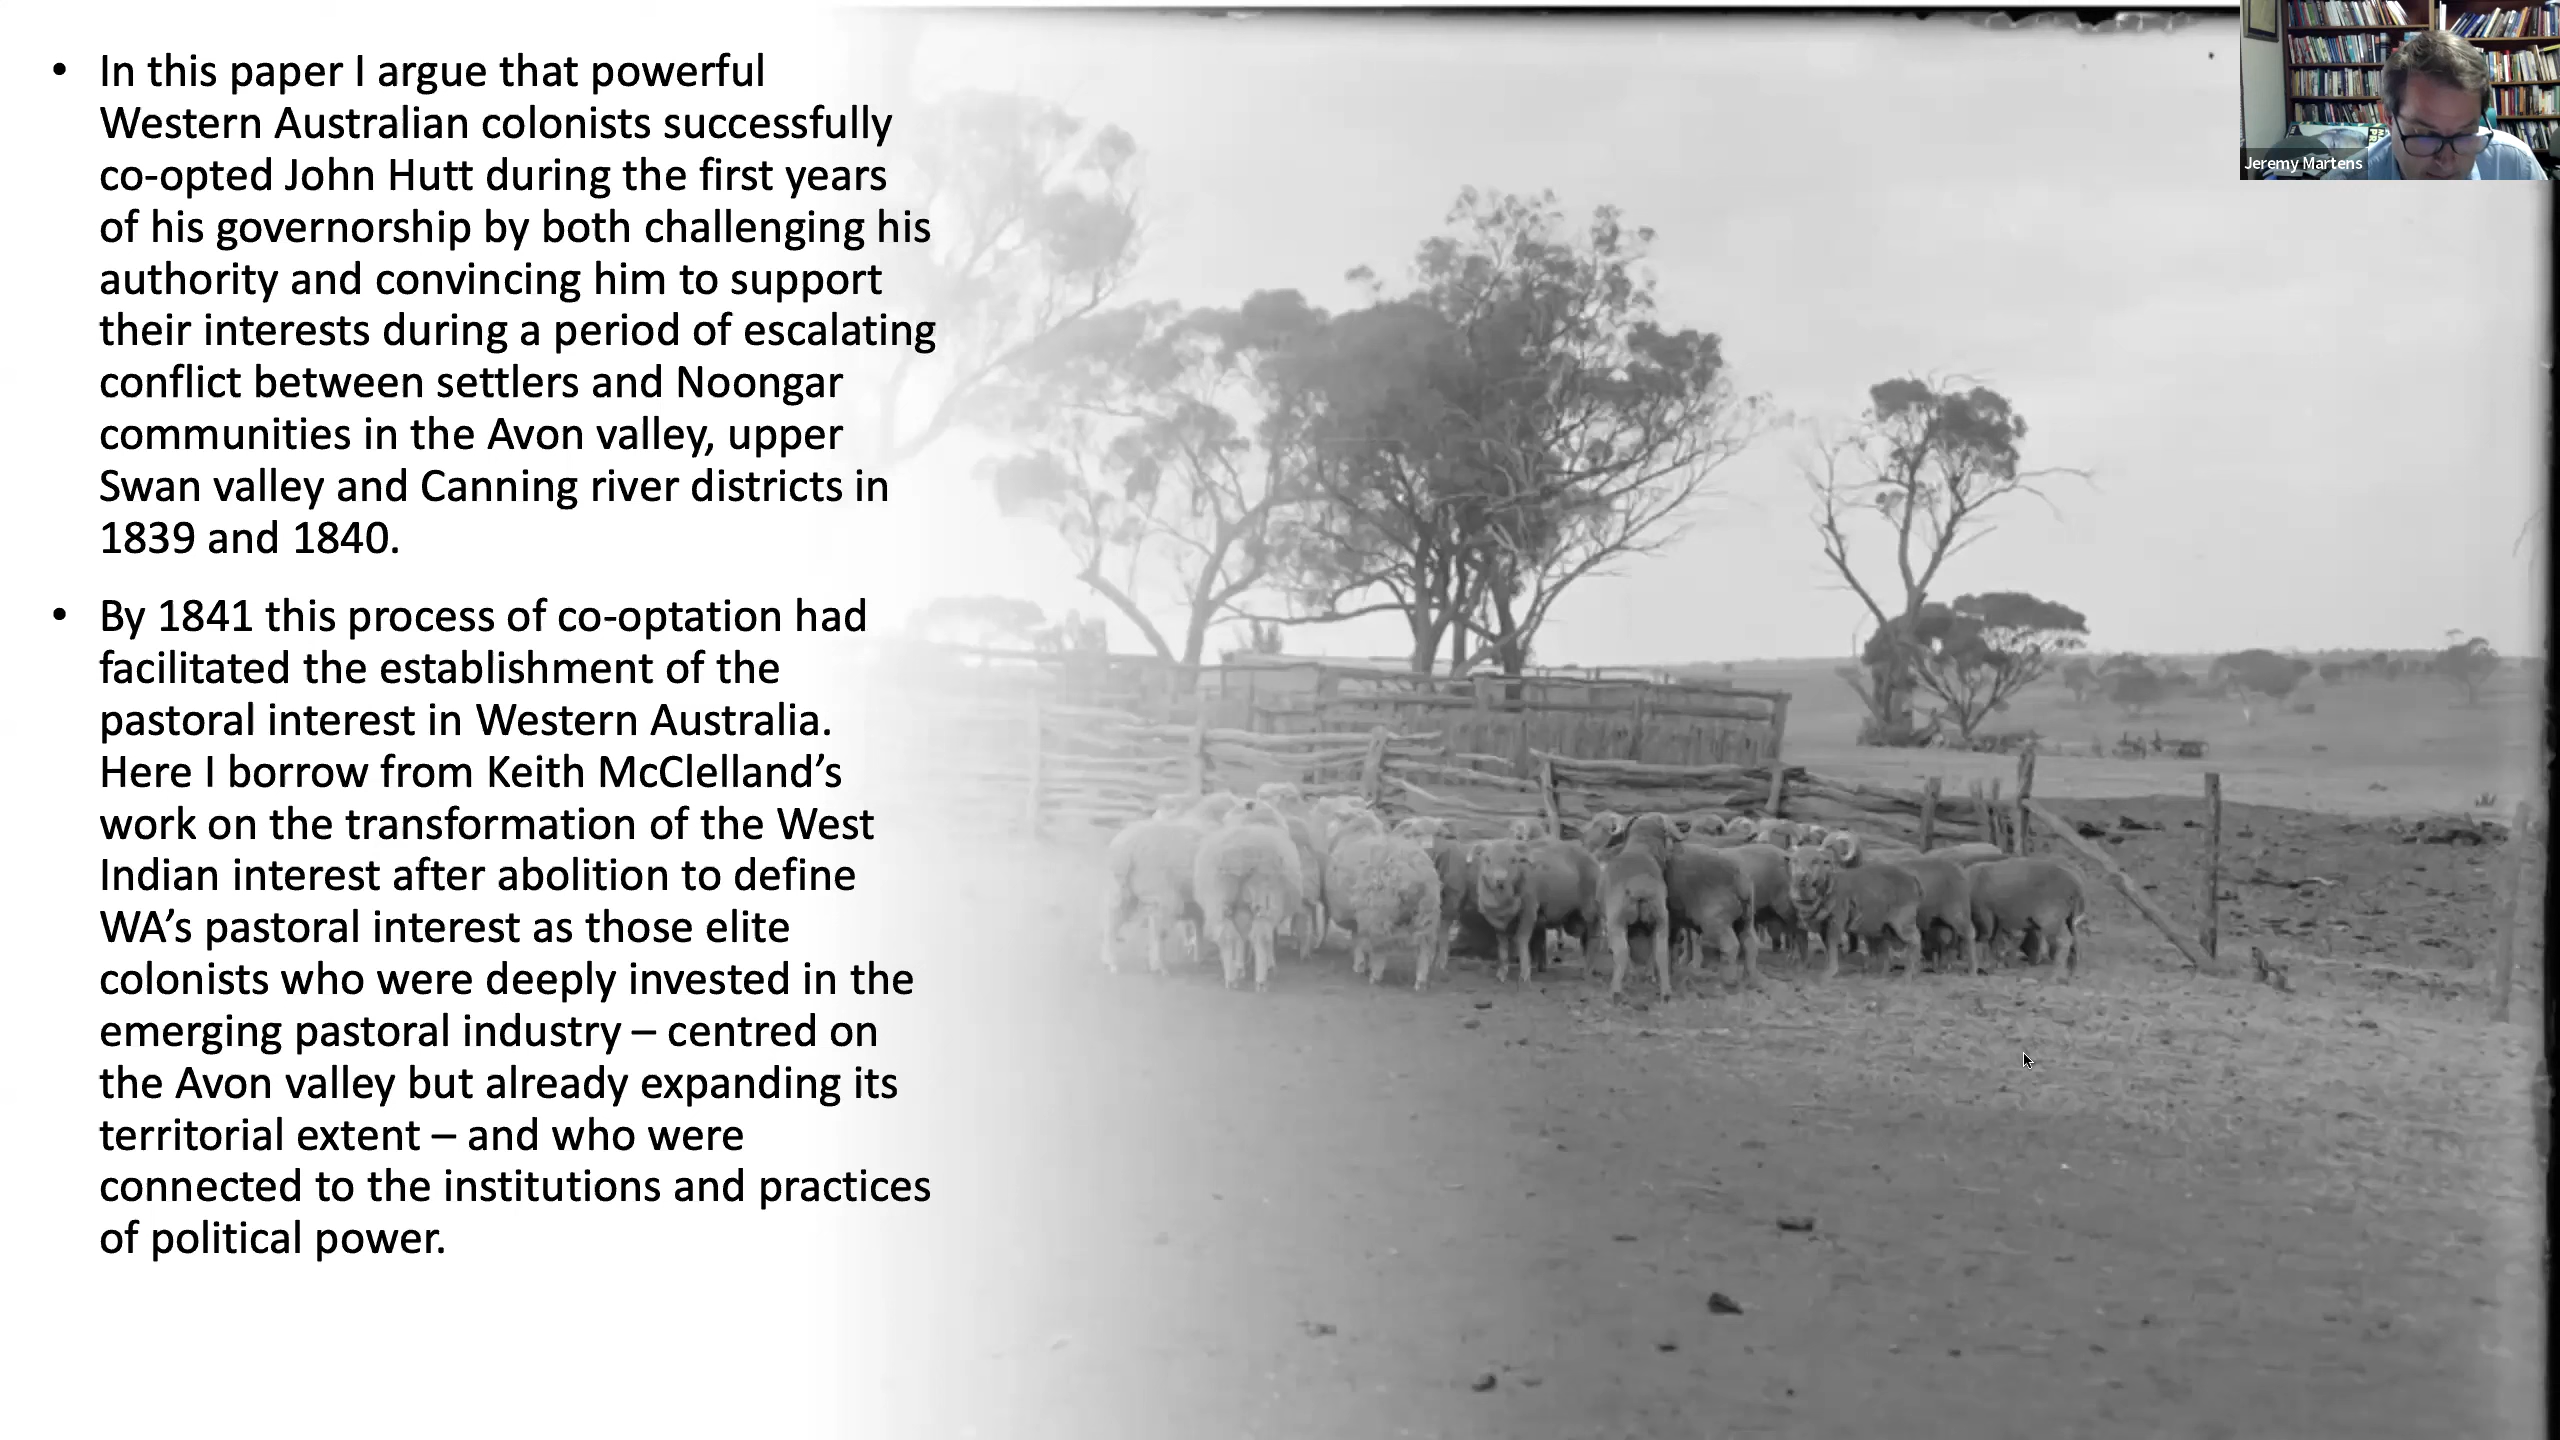 • In this paper I argue that powerful
Western Australian colonists successfully
co-opted John Hutt during the first years
of his governorship by both challenging his
authority and convincing him to support
their interests during a period of escalating
conflict between settlers and Noongar
communities in the Avon valley, upper
Swan valley and Canning river districts in
1839 and 1840.
• By 1841 this process of co-optation had
facilitated the establishment of the
pastoral interest in Western Australia.
Here I borrow from Keith McClelland’s
work on the transformation of the West
Indian interest after abolition to define
WA’s pastoral interest as those elite
colonists who were deeply invested in the
emerging pastoral industry – centred on
the Avon valley but already expanding its
territorial extent – and who were
connected to the institutions and practices
of political power.
Jeremy Martens